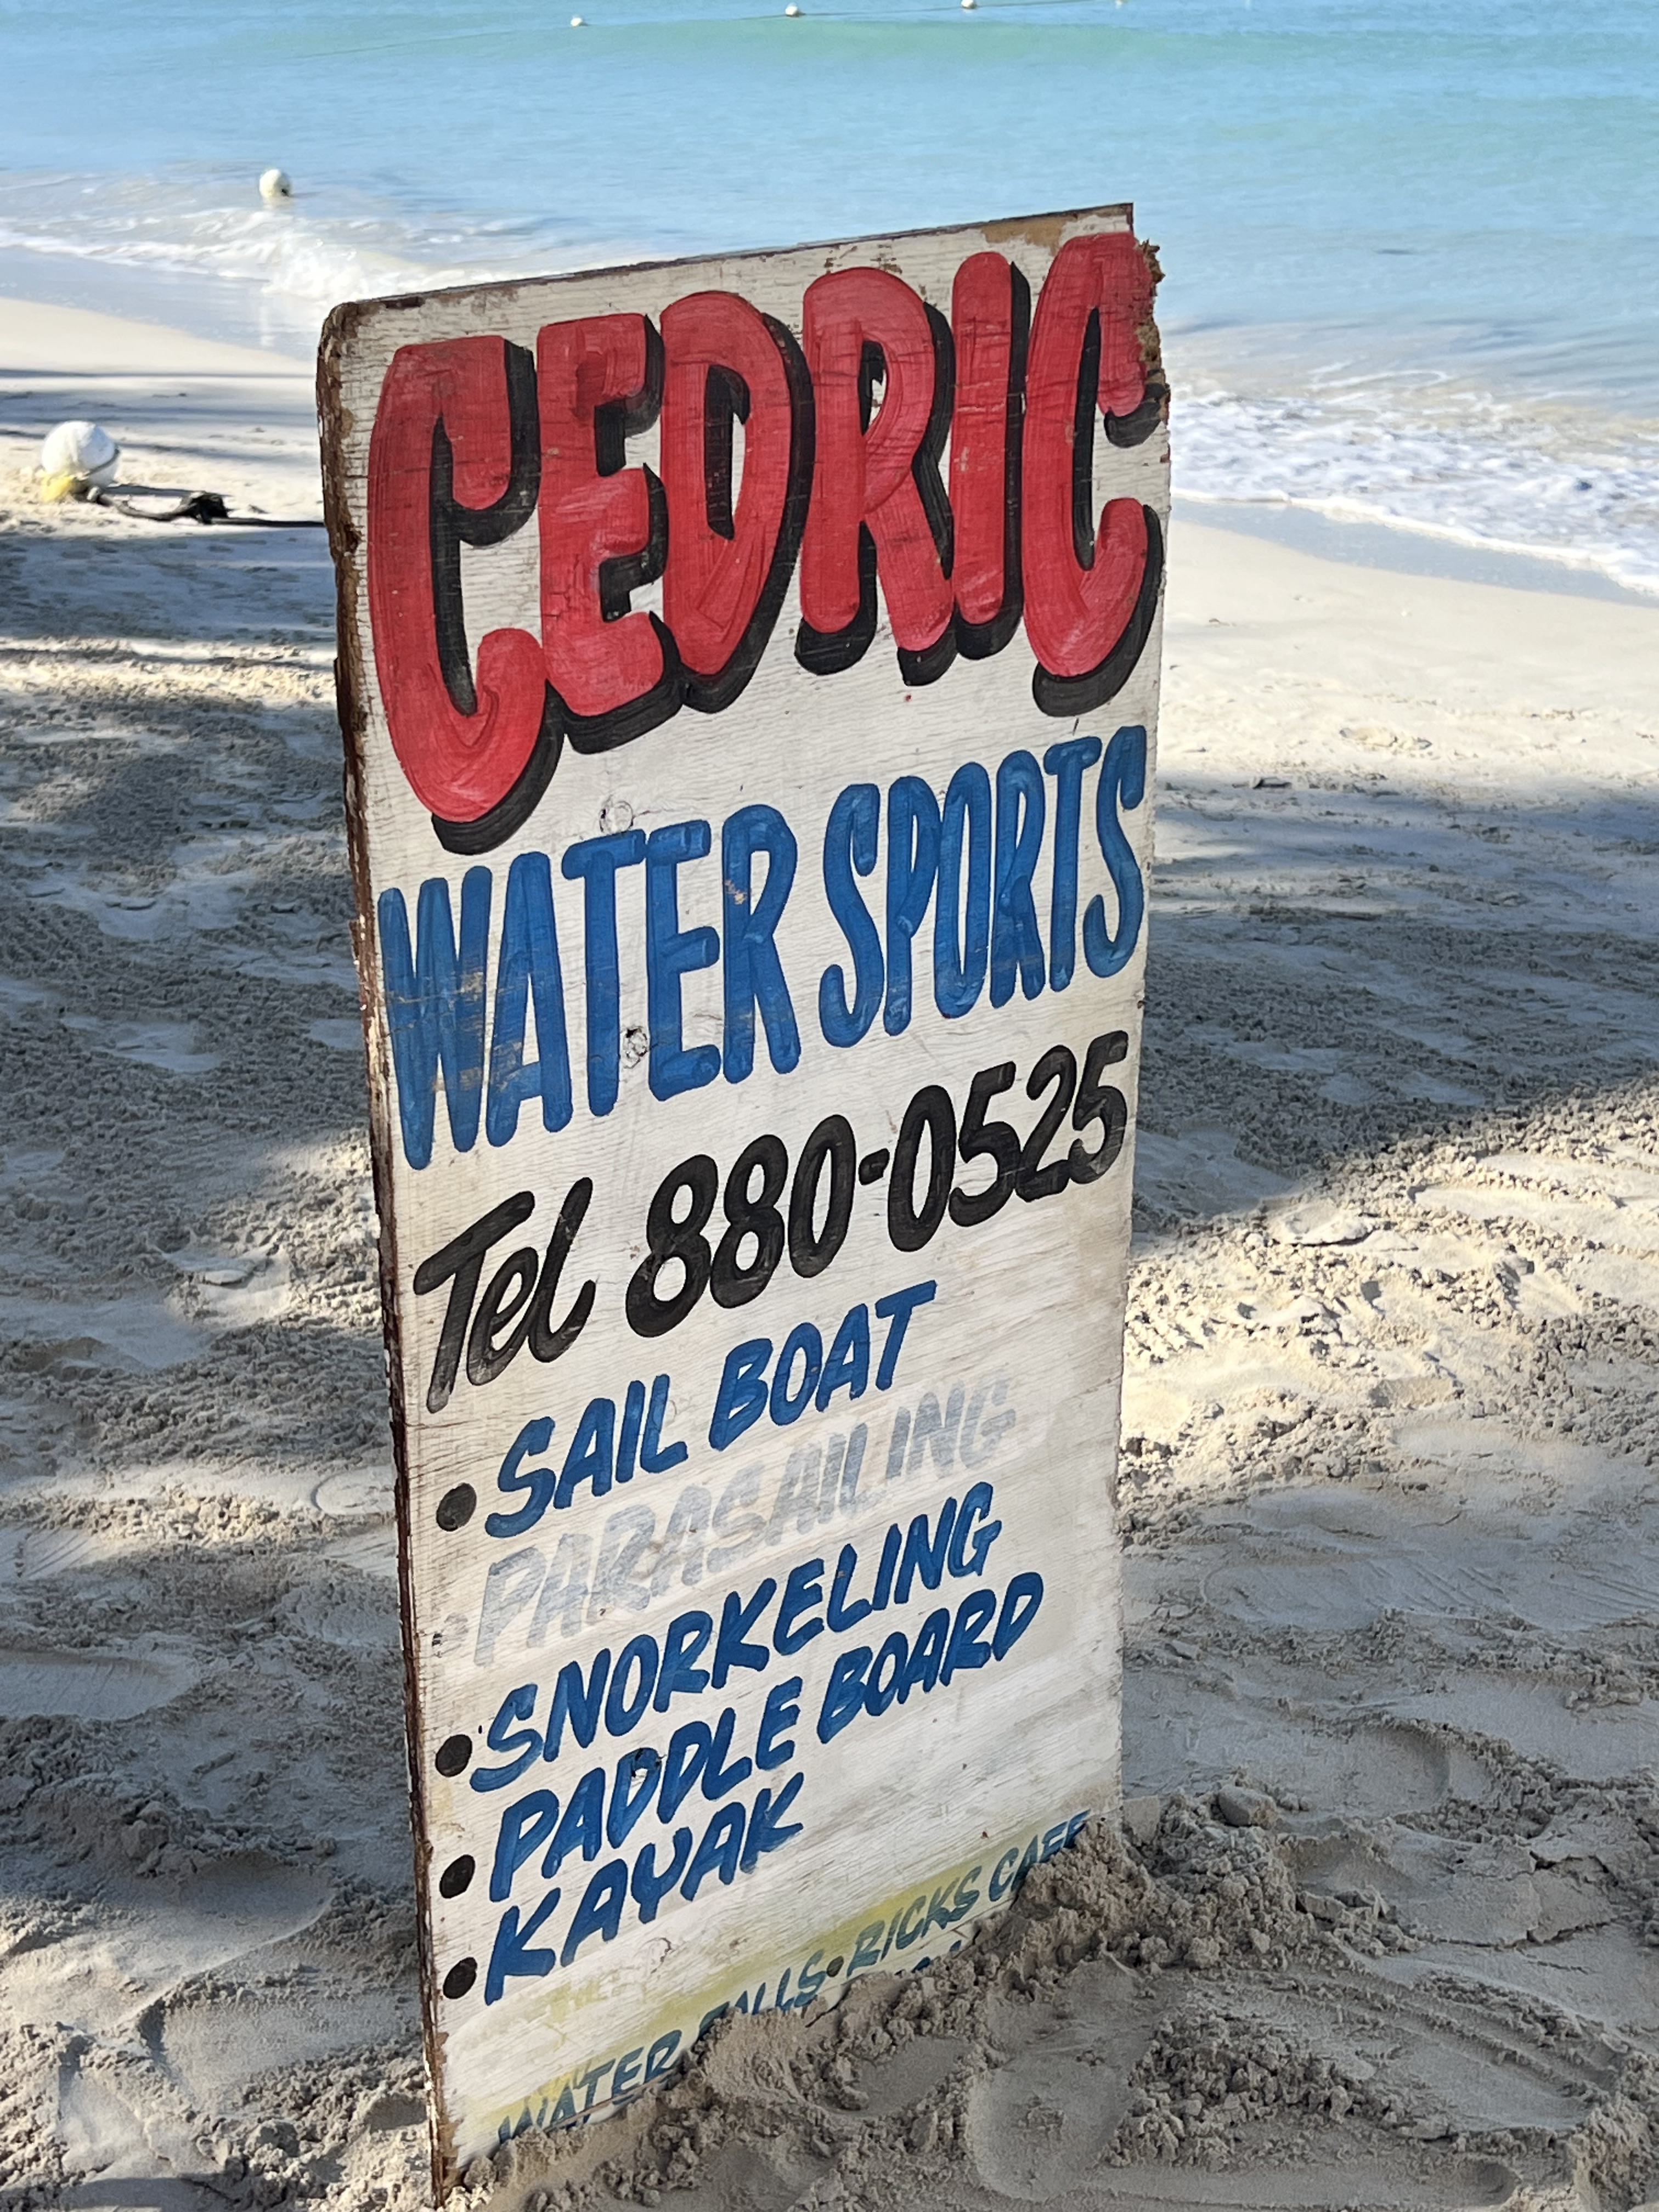 CEDRIC
WATER SPORTS
Tel 880-0525
• SAIL BOAT
• PARASAILING
• SNORKELING
• PADDLE BOARD
• KAYAK
WATER FALLS • RICKS CAFE